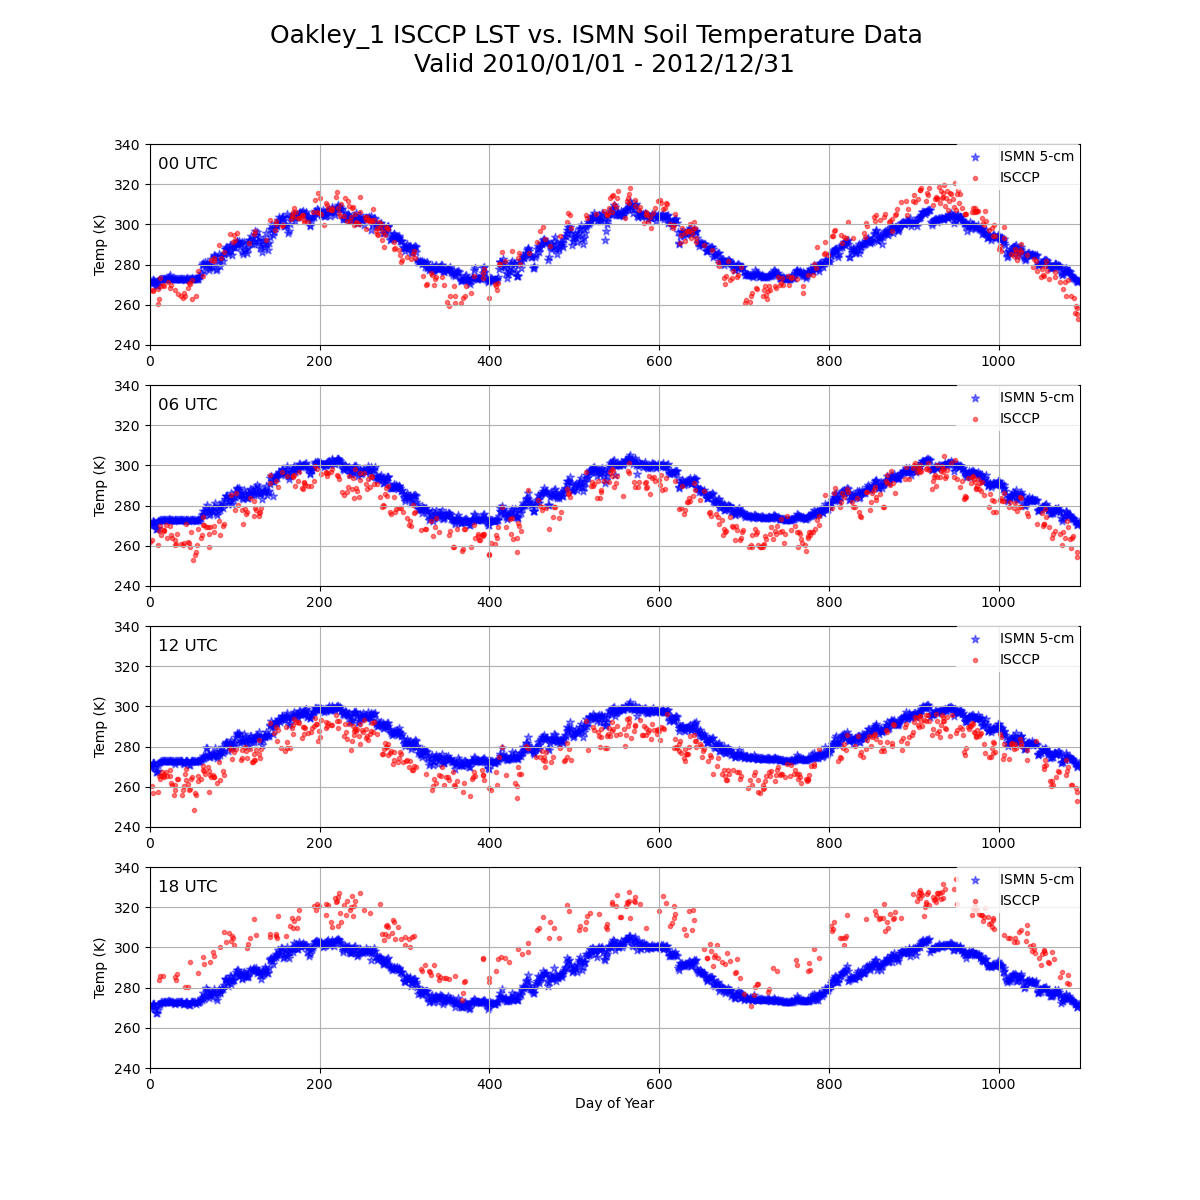 Oakley_1 ISCCP LST vs. ISMN Soil Temperature Data
Valid 2010/01/01 - 2012/12/31
340
320
300
280
260
240
Temp (K)
00 UTC
ISMN 5-cm
ISCCP
0 200 400 600 800 1000
340
320
300
280
260
240
Temp (K)
06 UTC
ISMN 5-cm
ISCCP
0 200 400 600 800 1000
340
320
300
280
260
240
Temp (K)
12 UTC
ISMN 5-cm
ISCCP
0 200 400 600 800 1000
340
320
300
280
260
240
Temp (K)
18 UTC
ISMN 5-cm
ISCCP
0 200 400 600 800 1000
Day of Year